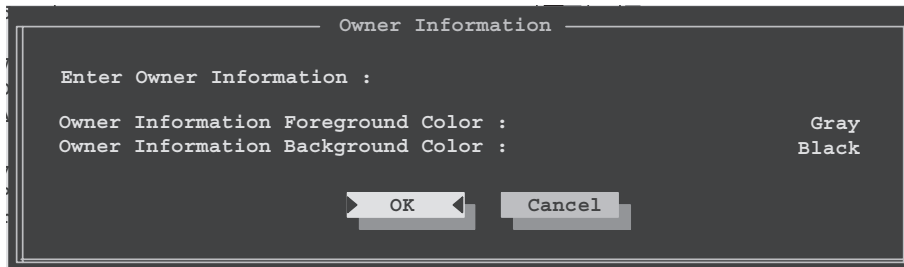 Owner Information
Enter Owner Information :
Owner Information Foreground Color : Gray
Owner Information Background Color : Black
OK Cancel